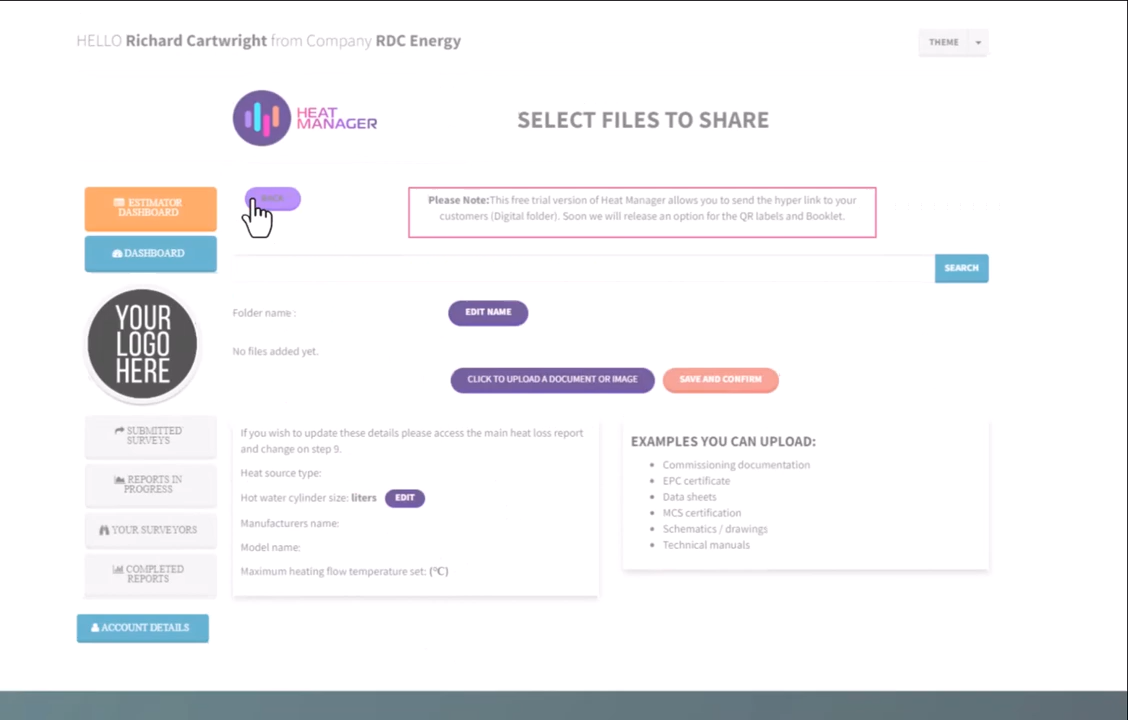 HELLO Richard Cartwright from Company RDC Energy
THEME
HEAT
MANAGER
SELECT FILES TO SHARE
ESTIMATOR
DASHBOARD
Please Note:This free trial version of Heat Manager allows you to send the hyper link to your
customers (Digital folder). Soon we will release an option for the QR labels and Booklet.
DASHBOARD
SEARCH
YOUR
LOGO
HERE
Folder name :
EDIT NAME
No files added yet.
CLICK TO UPLOAD A DOCUMENT OR IMAGE
SAVE AND CONFIRM
SUBMITTED
SURVEYS
REPORTS IN
PROGRESS
YOUR SURVEYORS
COMPLETED
REPORTS
ACCOUNT DETAILS
If you wish to update these details please access the main heat loss report
and change on step 9.
Heat source type:
Hot water cylinder size: liters EDIT
Manufacturers name:
Model name:
Maximum heating flow temperature set: (°C)
EXAMPLES YOU CAN UPLOAD:
• Commissioning documentation
• EPC certificate
• Data sheets
• MCS certification
• Schematics / drawings
• Technical manuals